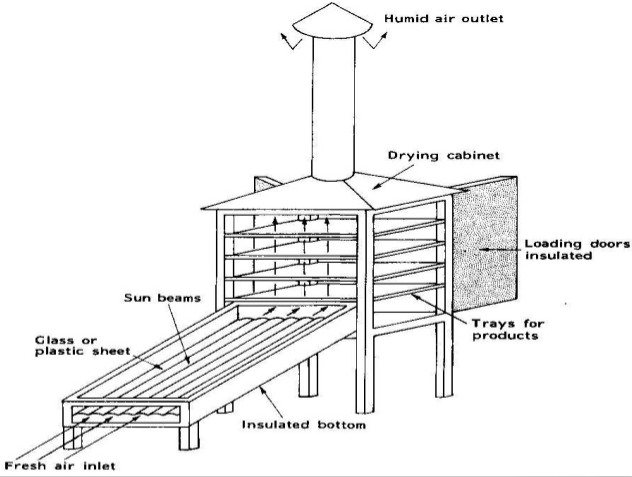 Humid air outlet
Drying cabinet
Loading doors
insulated
Sun beams
Glass or
plastic sheet
Trays for
products
Insulated bottom
Fresh air inlet